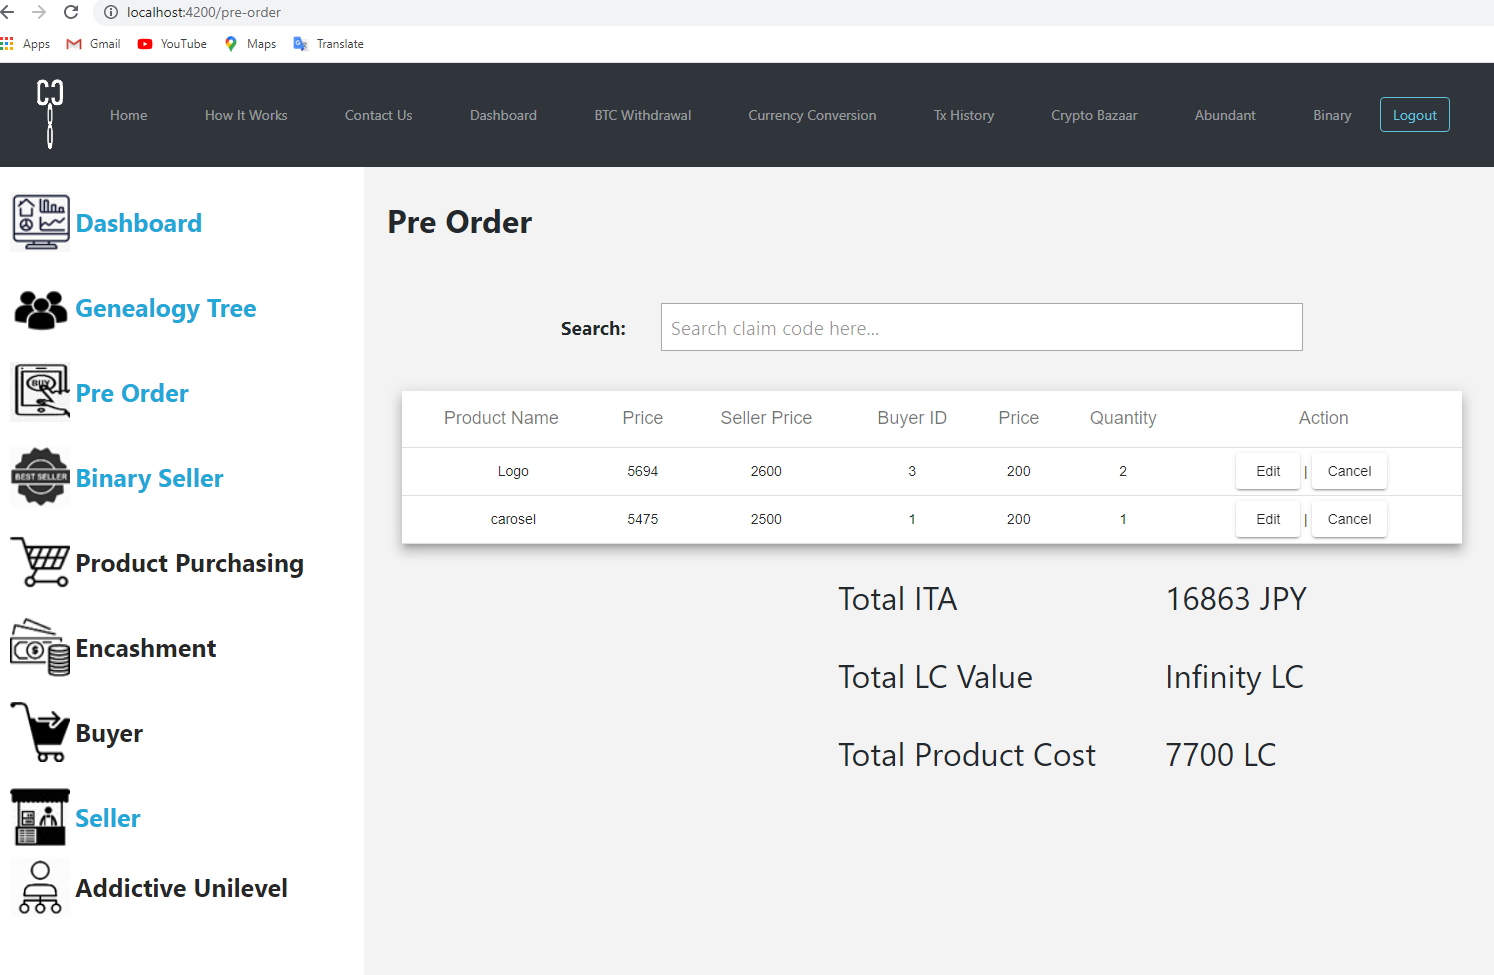 localhost:4200/pre-order
Apps Gmail YouTube Maps Translate
Home How It Works Contact Us Dashboard BTC Withdrawal Currency Conversion Tx History Crypto Bazaar Abundant Binary Logout
Dashboard
Genealogy Tree
BUY
Pre Order
BEST SELLER
Binary Seller
Product Purchasing
Encashment
Buyer
Seller
Addictive Unilevel
Pre Order
Search: Search claim code here...
Product Name Price Seller Price Buyer ID Price Quantity Action
Logo 5694 2600 3 200 2 Edit | Cancel
carosel 5475 2500 1 200 1 Edit | Cancel
Total ITA 16863 JPY
Total LC Value Infinity LC
Total Product Cost 7700 LC